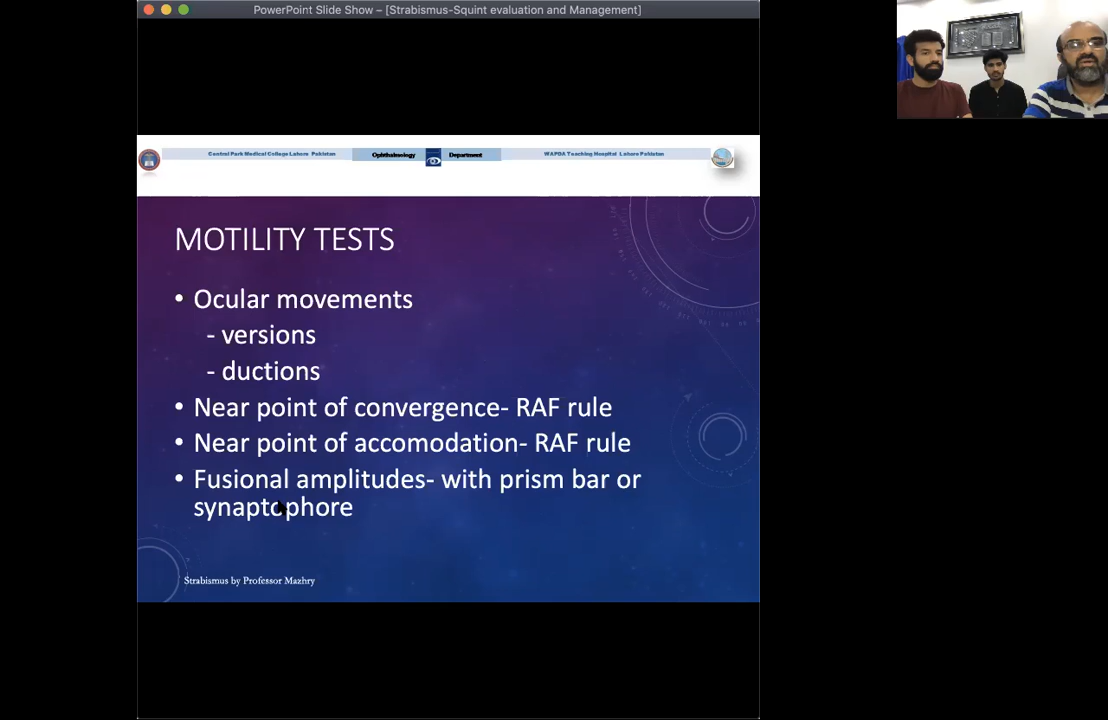 PowerPoint Slide Show – [Strabismus-Squint evaluation and Management]
Central Park Medical College Lahore Pakistan
Ophthalmology Department
WAPDA Teaching Hospital Lahore Pakistan
MOTILITY TESTS
• Ocular movements
- versions
- ductions
• Near point of convergence- RAF rule
• Near point of accomodation- RAF rule
• Fusional amplitudes- with prism bar or
synaptophore
Strabismus by Professor Mazhry